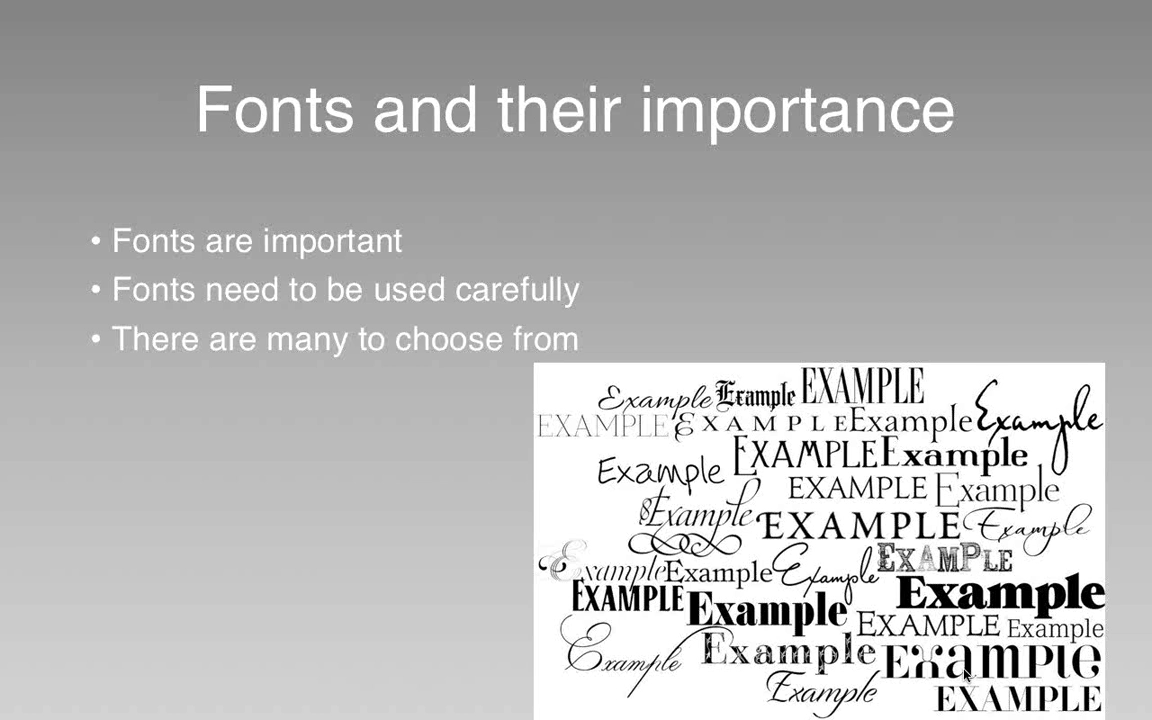 Fonts and their importance
• Fonts are important
• Fonts need to be used carefully
• There are many to choose from
Example Example EXAMPLE
EXAMPLE EXAMPLE Example Example
EXAMPLE Example
Example EXAMPLE Example
Example EXAMPLE Example
Example Example Example EXAMPLE
EXAMPLE Example Example
EXAMPLE Example
Example Example Example
Example EXAMPLE